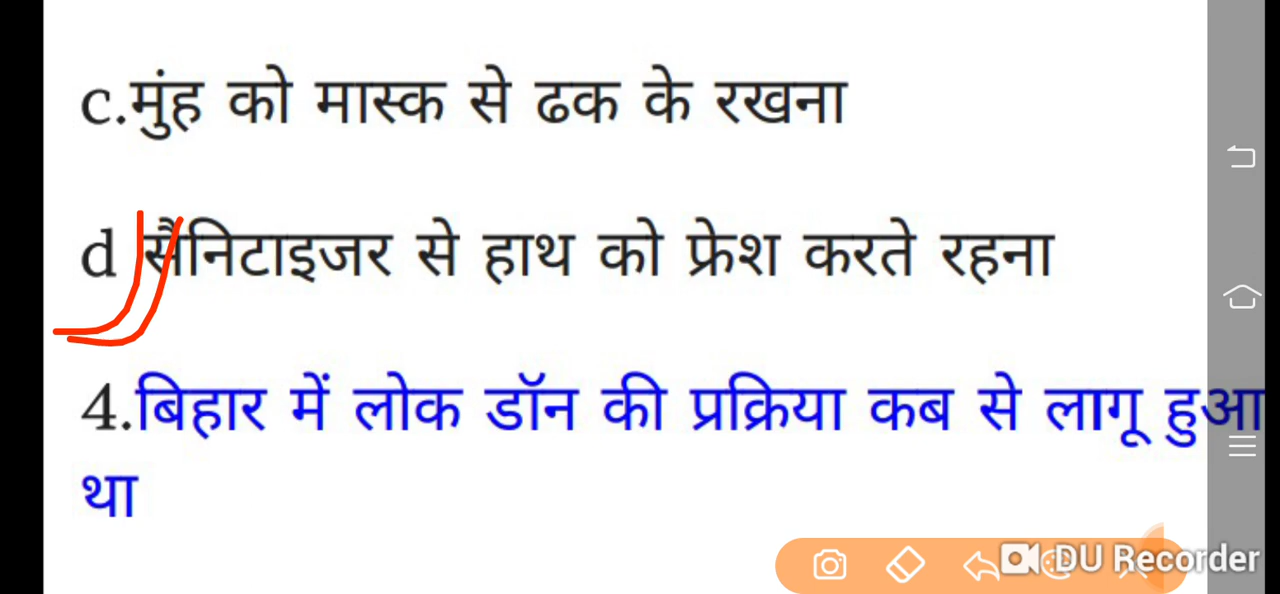 c.मुंह को मास्क से ढक के रखना
d सैनिटाइजर से हाथ को फ्रेश करते रहना
4.बिहार में लोक डॉन की प्रक्रिया कब से लागू हुआ
था
DU Recorder